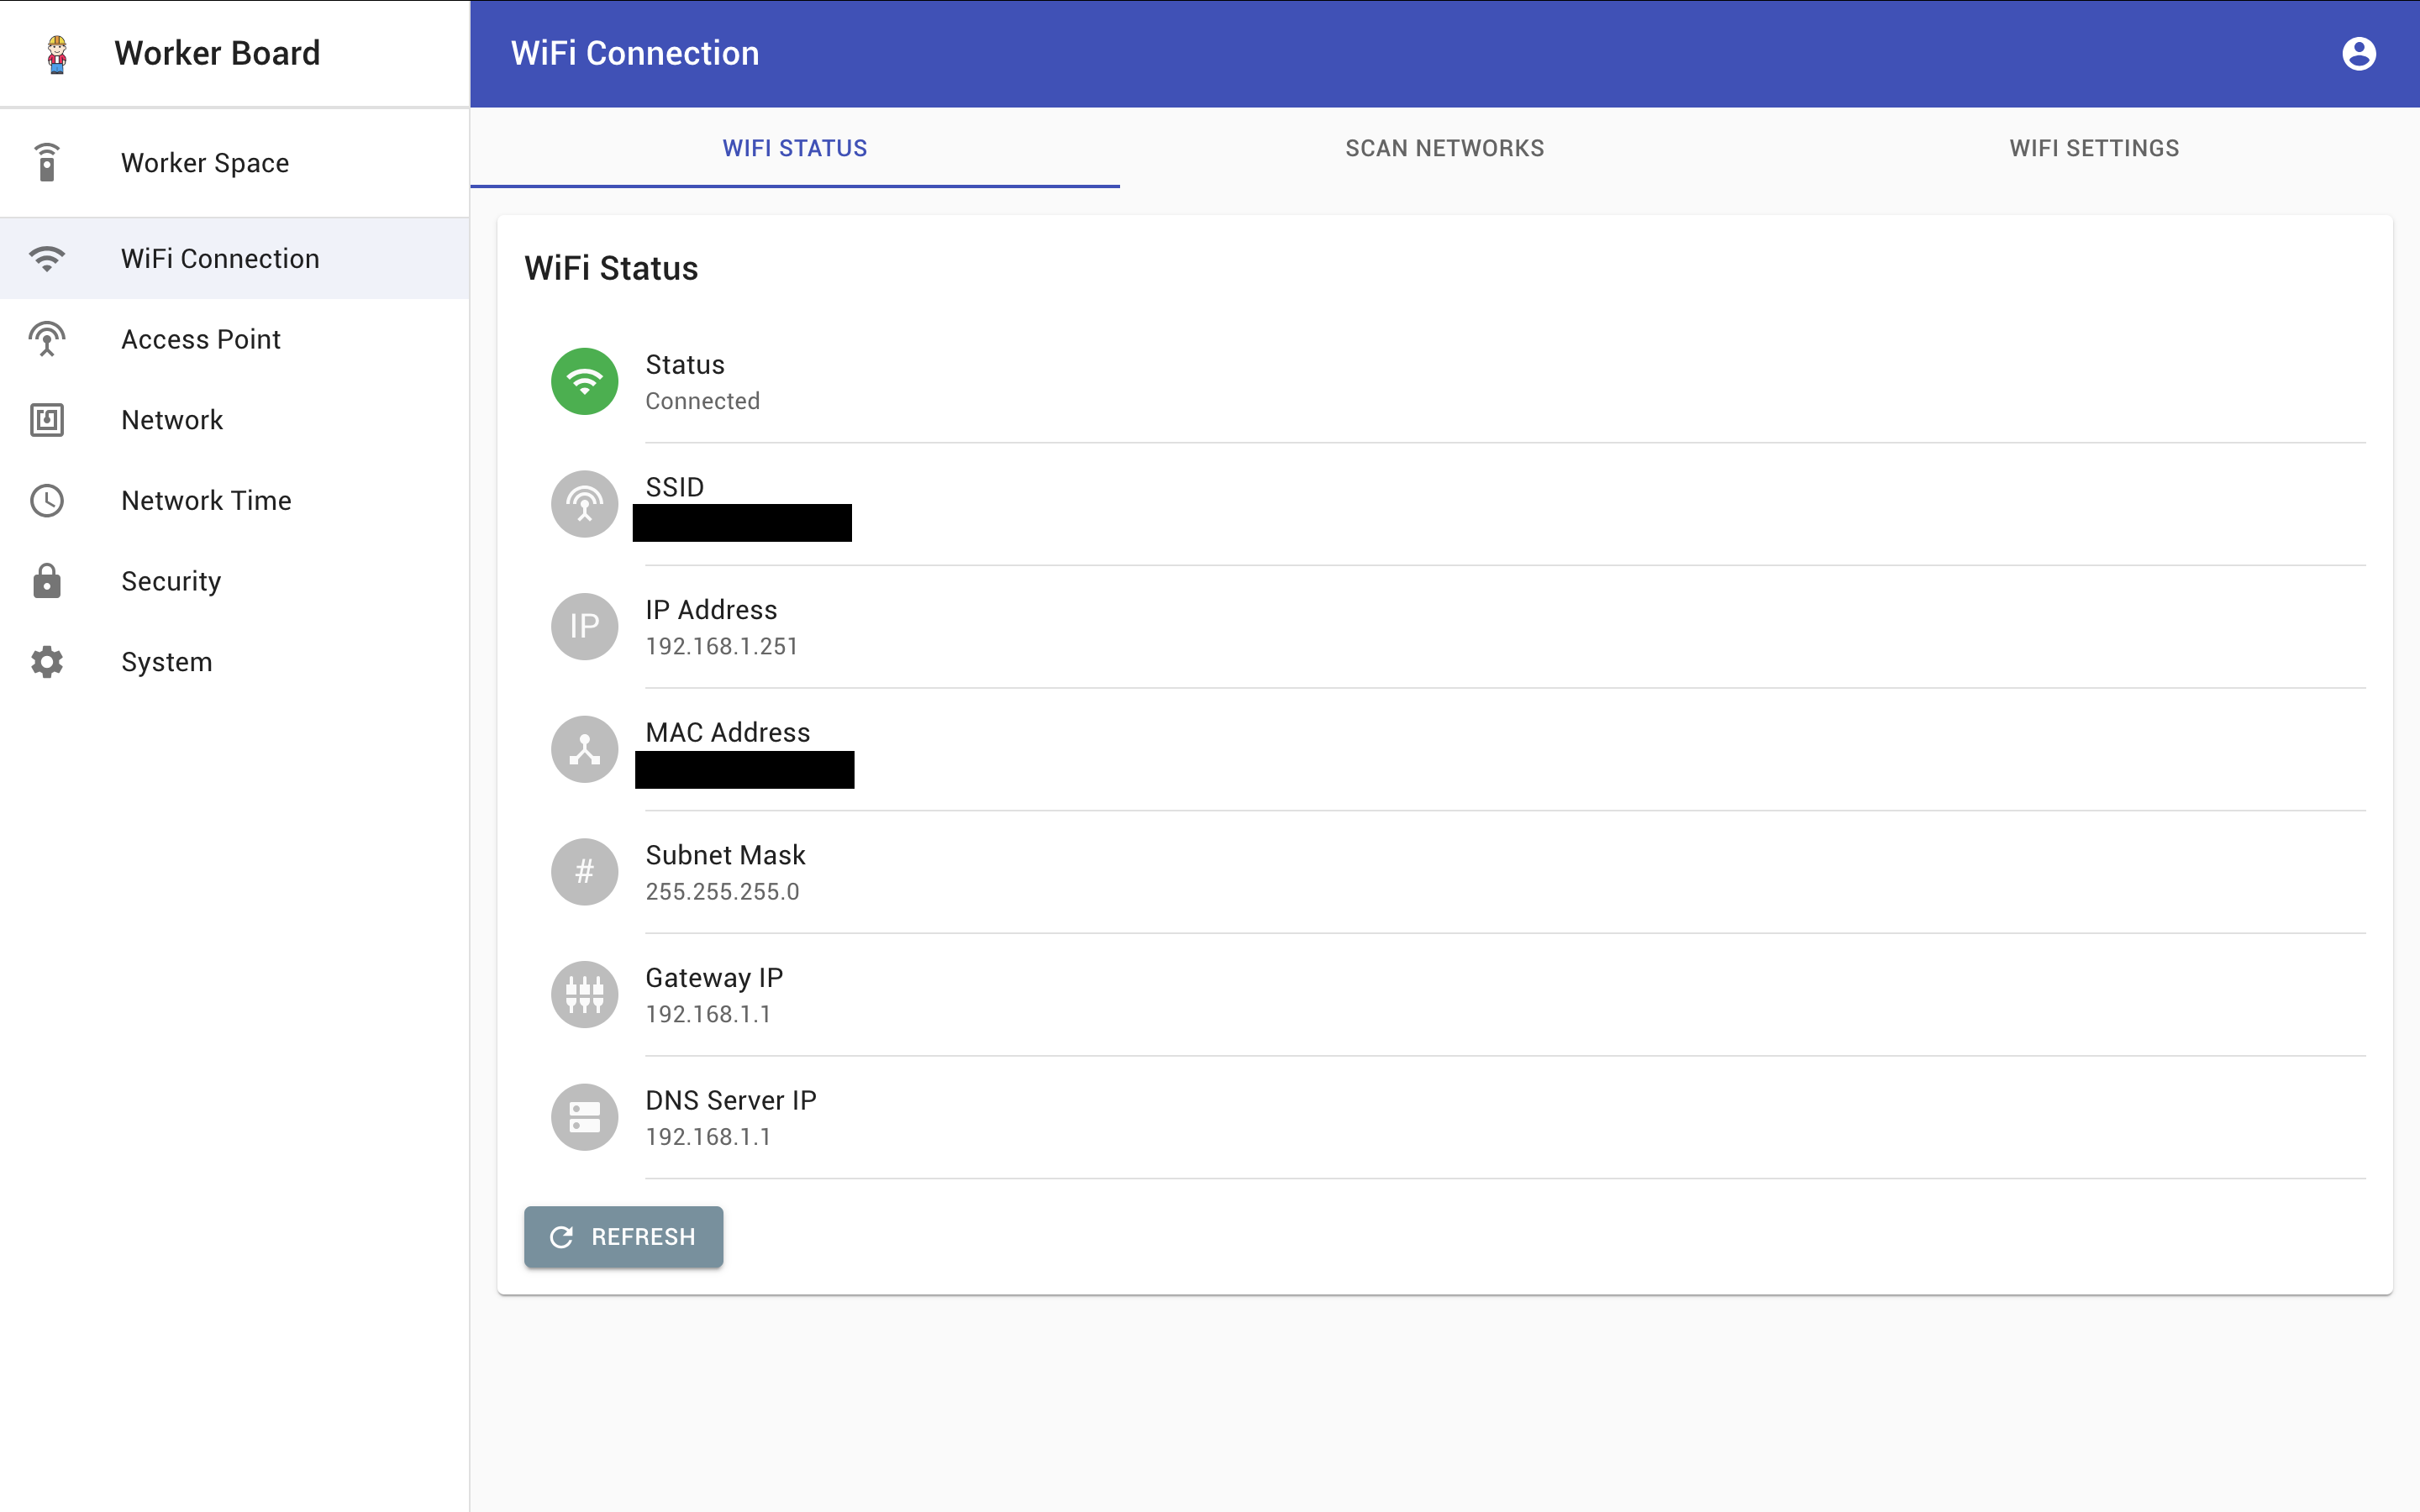 Worker Board
WiFi Connection
Worker Space
WiFi Connection
Access Point
Network
Network Time
Security
System
WIFI STATUS
SCAN NETWORKS
WIFI SETTINGS
WiFi Status
Status
Connected
SSID
IP
IP Address
192.168.1.251
MAC Address
#
Subnet Mask
255.255.255.0
Gateway IP
192.168.1.1
DNS Server IP
192.168.1.1
REFRESH